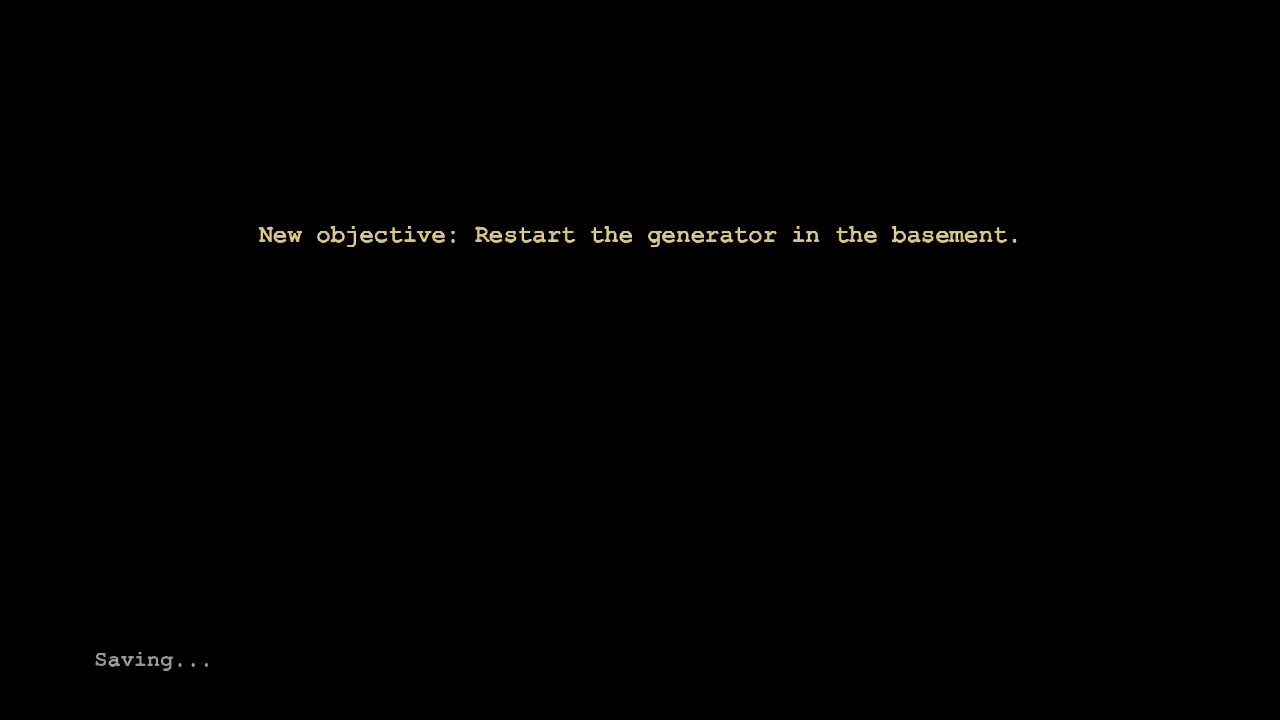 New objective: Restart the generator in the basement.
Saving...